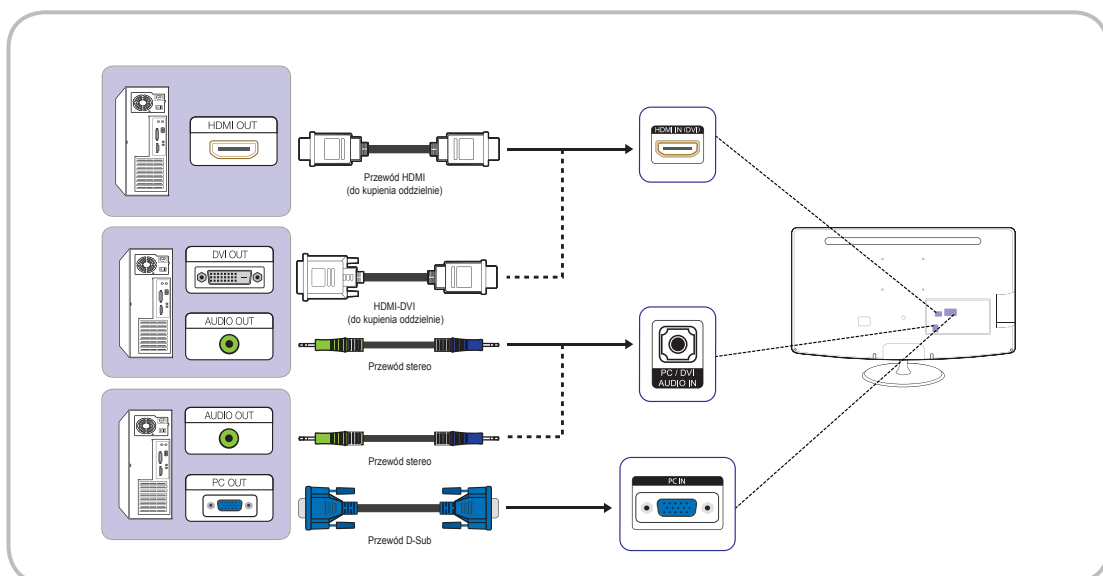 HDMI OUT
HDMI IN (DVI)
Przewód HDMI
(do kupienia oddzielnie)
DVI OUT
HDMI-DVI
(do kupienia oddzielnie)
AUDIO OUT
Przewód stereo
PC / DVI
AUDIO IN
AUDIO OUT
Przewód stereo
PC OUT
PC IN
Przewód D-Sub